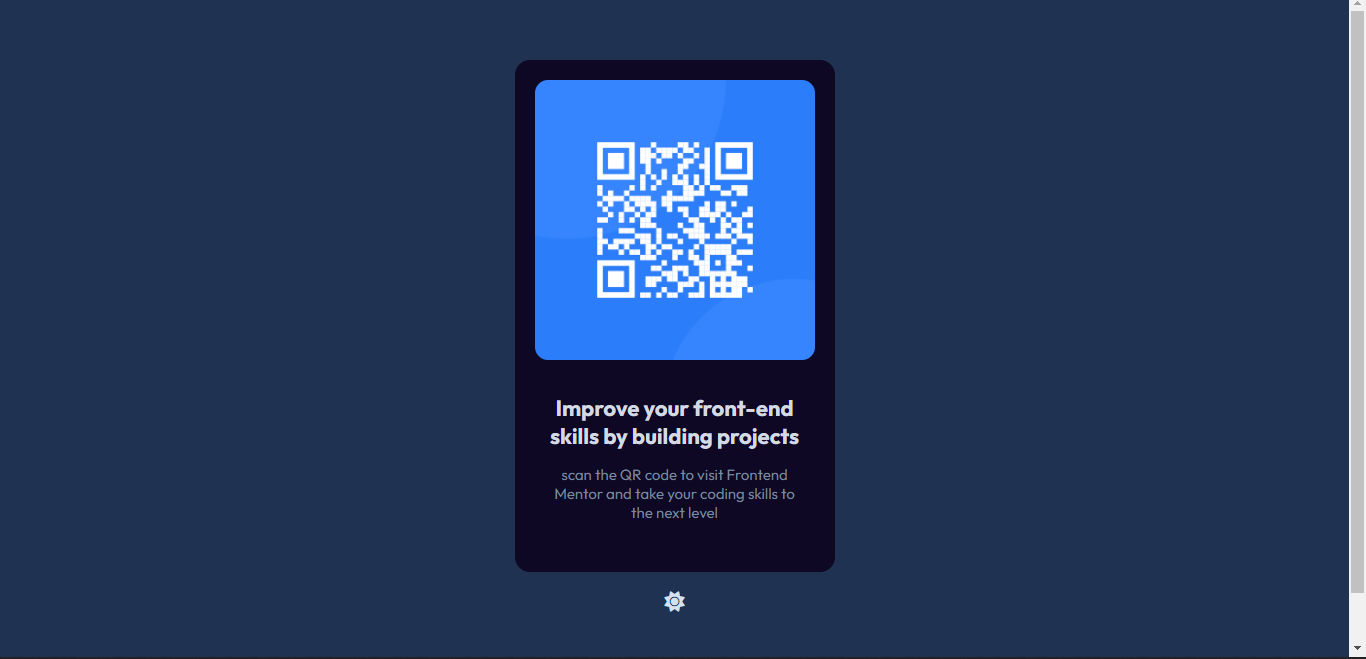 Improve your front-end
skills by building projects
scan the QR code to visit Frontend
Mentor and take your coding skills to
the next level